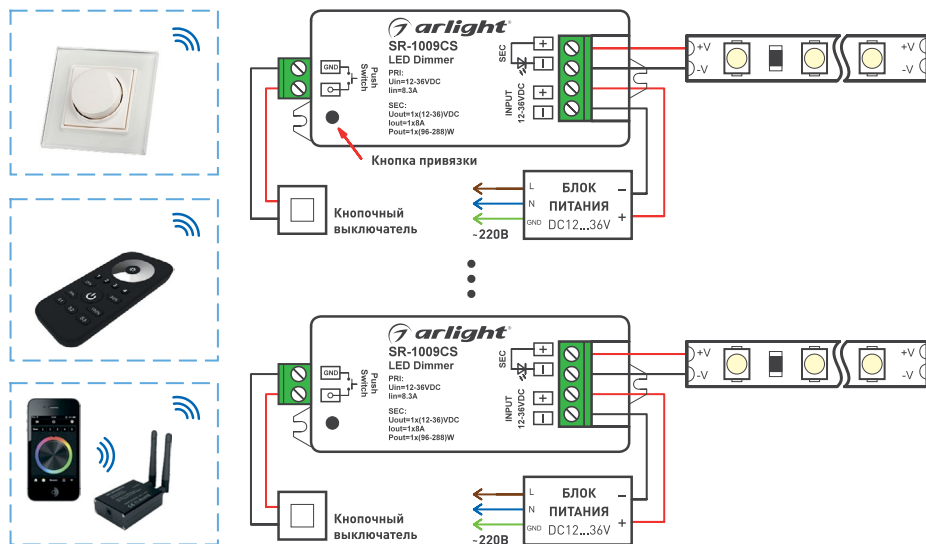 arlight
SR-1009CS
LED Dimmer
PRI:
Uin=12-36VDC
Iin=8.3A
SEC:
Uout=1x(12-36)VDC
Iout=1x8A
Pout=1x(96-288)W
GND
Push
Switch
SEC
+
−
INPUT
12-36VDC
+
−
+V
-V
+V
-V
Кнопка привязки
Кнопочный
выключатель
L
N
GND
~220В
БЛОК
ПИТАНИЯ
DC12...36V
−
+
arlight
SR-1009CS
LED Dimmer
PRI:
Uin=12-36VDC
Iin=8.3A
SEC:
Uout=1x(12-36)VDC
Iout=1x8A
Pout=1x(96-288)W
GND
Push
Switch
SEC
+
−
INPUT
12-36VDC
+
−
+V
-V
+V
-V
Кнопочный
выключатель
L
N
GND
~220В
БЛОК
ПИТАНИЯ
DC12...36V
−
+